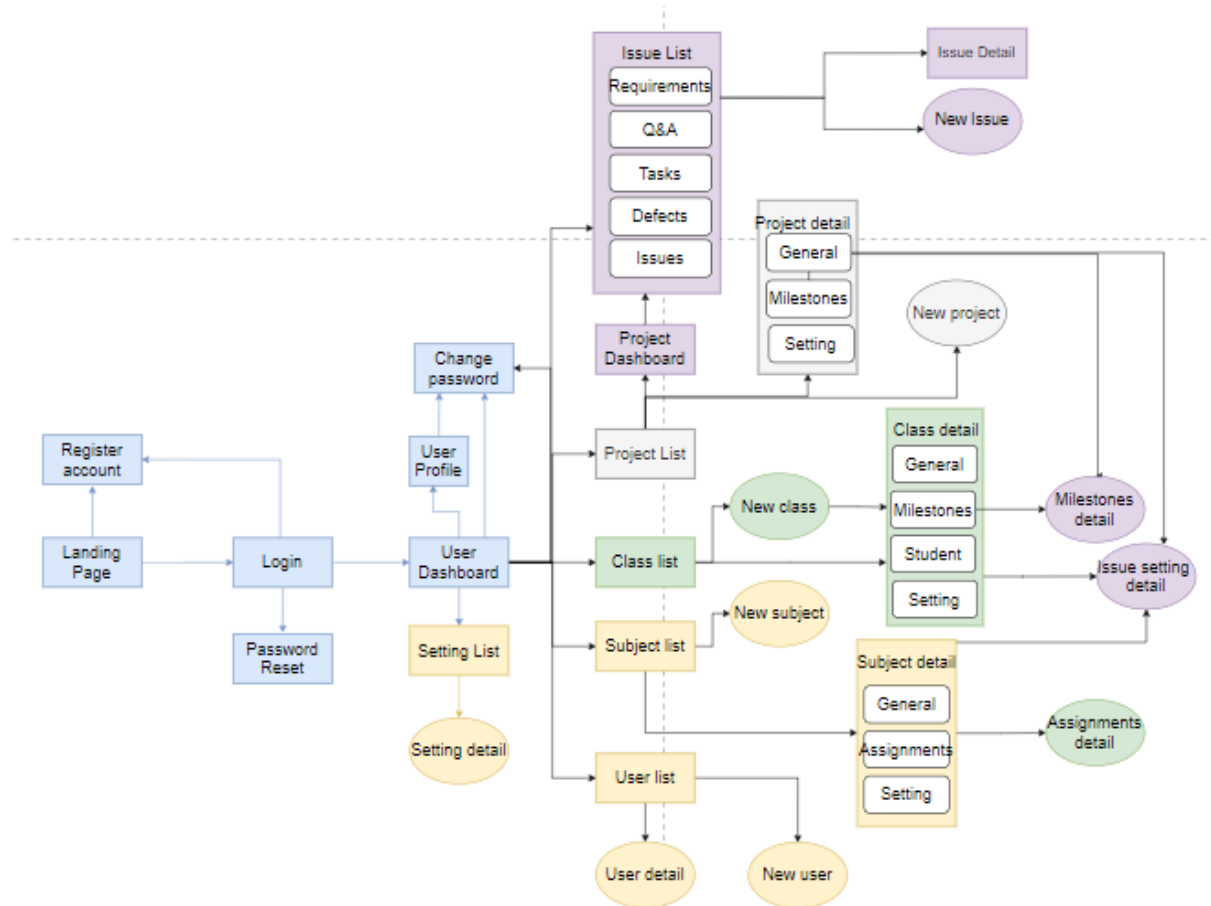 Issue List
Requirements
Q&A
Tasks
Defects
Issues
Issue Detail
New Issue
Project detail
General
Milestones
Setting
New project
Project
Dashboard
Change
password
User
Profile
Project List
Register
account
Landing
Page
Login
Password
Reset
User
Dashboard
Setting List
Setting detail
Class list
New class
Class detail
General
Milestones
Student
Setting
Milestones
detail
Issue setting
detail
Subject list
New subject
Subject detail
General
Assignments
Setting
Assignments
detail
User list
User detail
New user